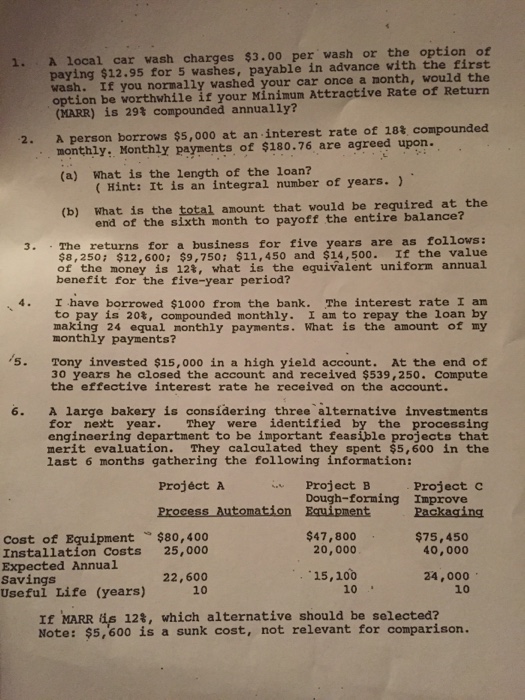 1. A local car wash charges $3.00 per wash or the option of
paying $12.95 for 5 washes, payable in advance with the first
wash. If you normally washed your car once a month, would the
option be worthwhile if your Minimum Attractive Rate of Return
(MARR) is 29% compounded annually?
2. A person borrows $5,000 at an interest rate of 18% compounded
monthly. Monthly payments of $180.76 are agreed upon.
(a) What is the length of the loan?
( Hint: It is an integral number of years. )
(b) What is the total amount that would be required at the
end of the sixth month to payoff the entire balance?
3. The returns for a business for five years are as follows:
$8,250; $12,600; $9,750; $11,450 and $14,500. If the value
of the money is 12%, what is the equivalent uniform annual
benefit for the five-year period?
4. I have borrowed $1000 from the bank. The interest rate I am
to pay is 20%, compounded monthly. I am to repay the loan by
making 24 equal monthly payments. What is the amount of my
monthly payments?
5. Tony invested $15,000 in a high yield account. At the end of
30 years he closed the account and received $539,250. Compute
the effective interest rate he received on the account.
6. A large bakery is considering three alternative investments
for next year. They were identified by the processing
engineering department to be important feasible projects that
merit evaluation. They calculated they spent $5,600 in the
last 6 months gathering the following information:
Project A Project B Project C
Dough-forming Improve
Process Automation Equipment Packaging
Cost of Equipment $80,400 $47,800 $75,450
Installation Costs 25,000 20,000 40,000
Expected Annual
Savings 22,600 15,100 24,000
Useful Life (years) 10 10 10
If MARR is 12%, which alternative should be selected?
Note: $5,600 is a sunk cost, not relevant for comparison.